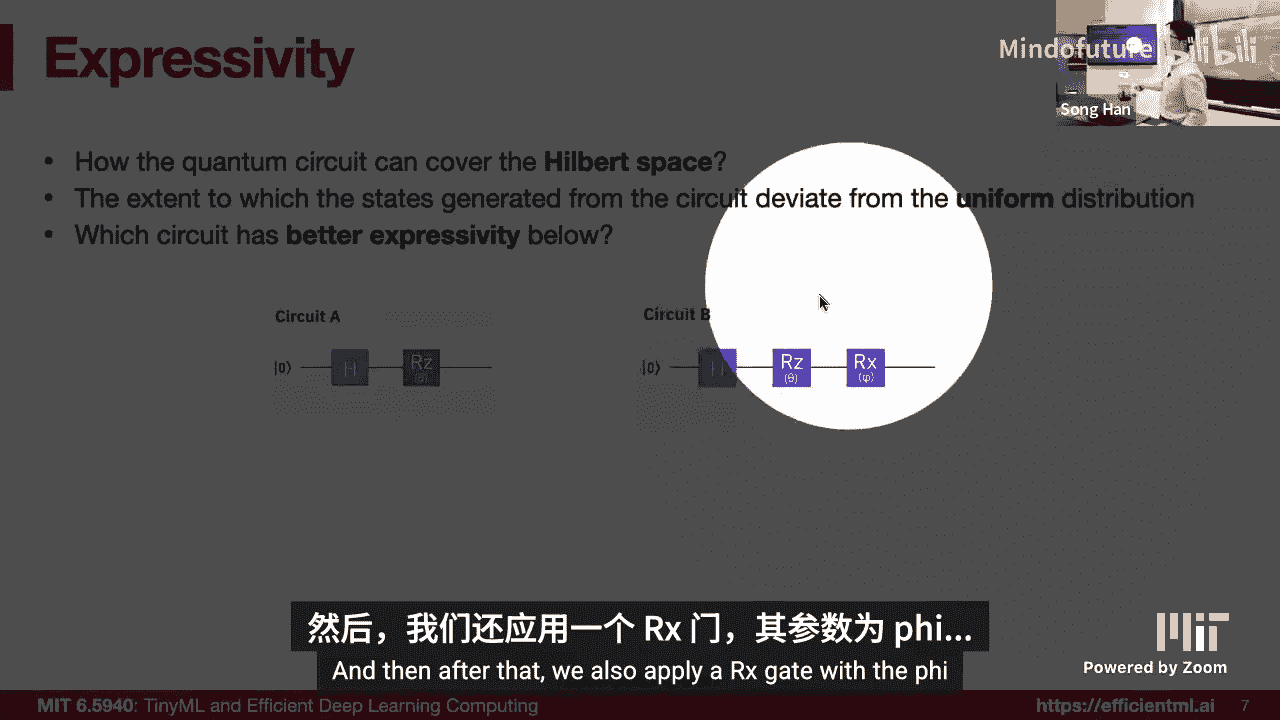 Expressivity
Mindofuture bilibili
Song Han
• How the quantum circuit can cover the Hilbert space?
• The extent to which the states generated from the circuit deviate from the uniform distribution
• Which circuit has better expressivity below?
Circuit A
Circuit B
|0⟩ H Rz (θ)
|0⟩ H Rz (θ) Rx (φ)
然后，我们还应用一个 Rx 门，其参数为 phi...
And then after that, we also apply a Rx gate with the phi
MiT
Powered by Zoom
MIT 6.5940: TinyML and Efficient Deep Learning Computing
https://efficientml.ai 7